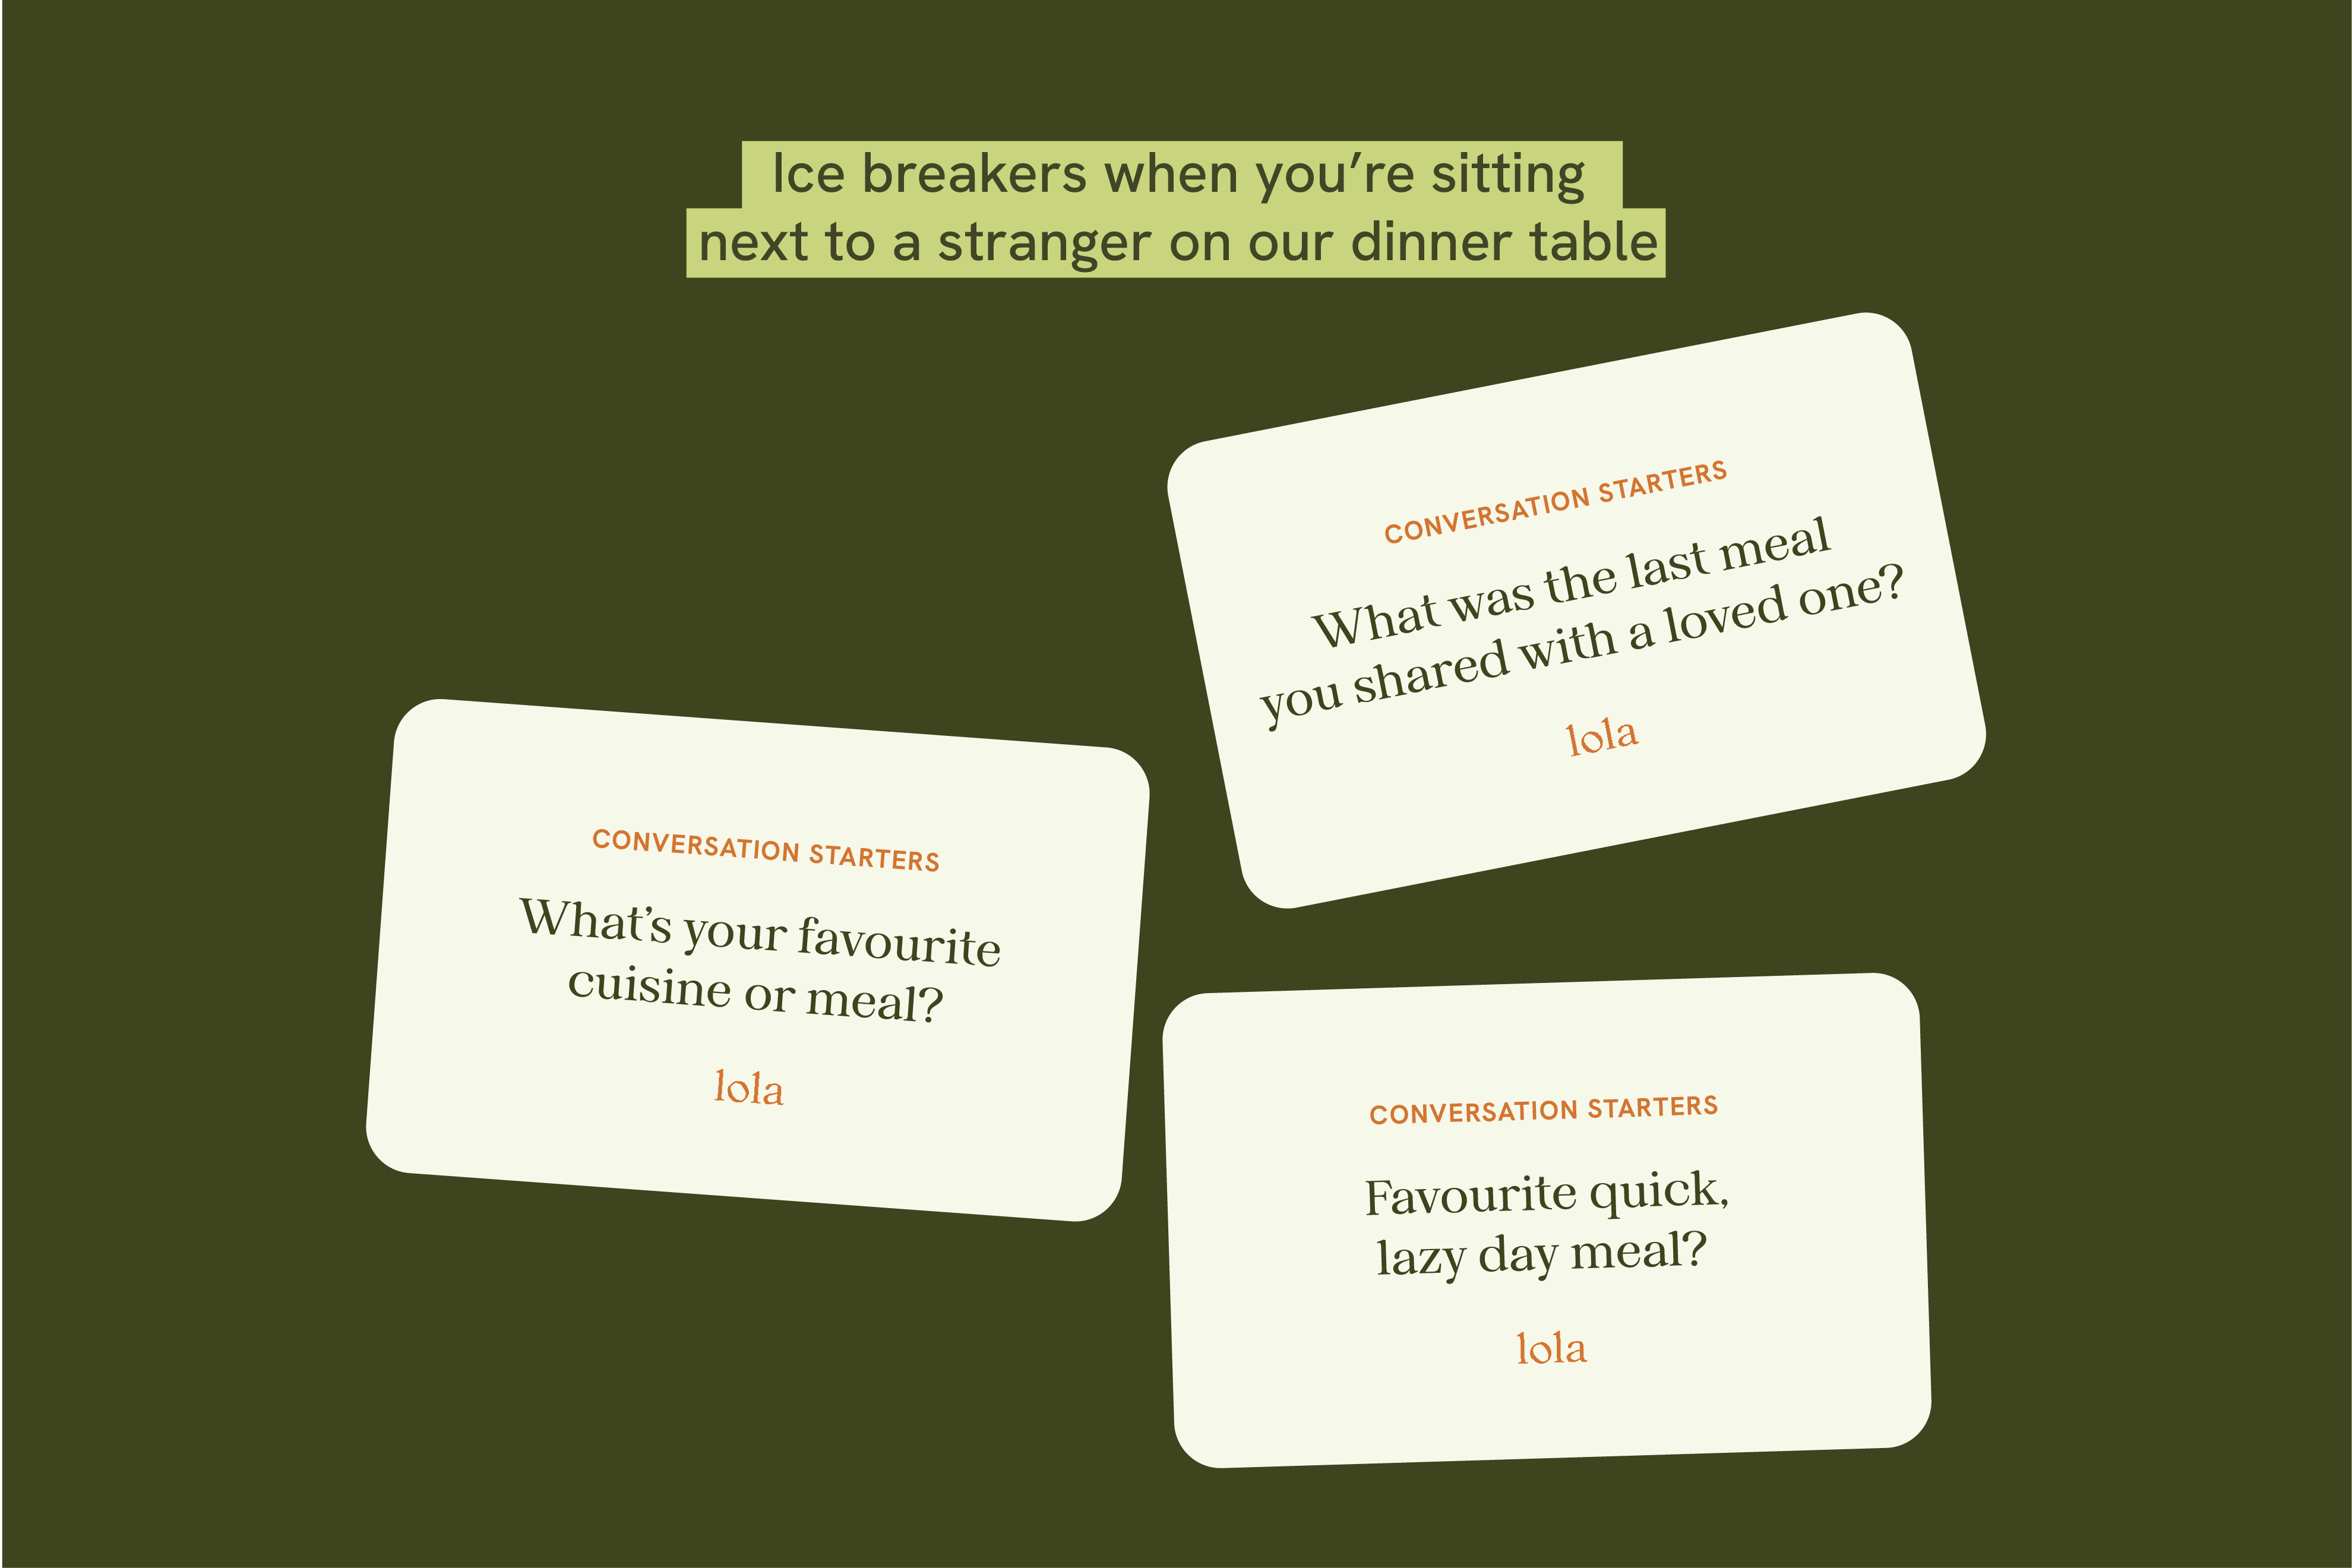 Ice breakers when you’re sitting
next to a stranger on our dinner table
CONVERSATION STARTERS
What was the last meal
you shared with a loved one?
lola
CONVERSATION STARTERS
What’s your favourite
cuisine or meal?
lola
CONVERSATION STARTERS
Favourite quick,
lazy day meal?
lola